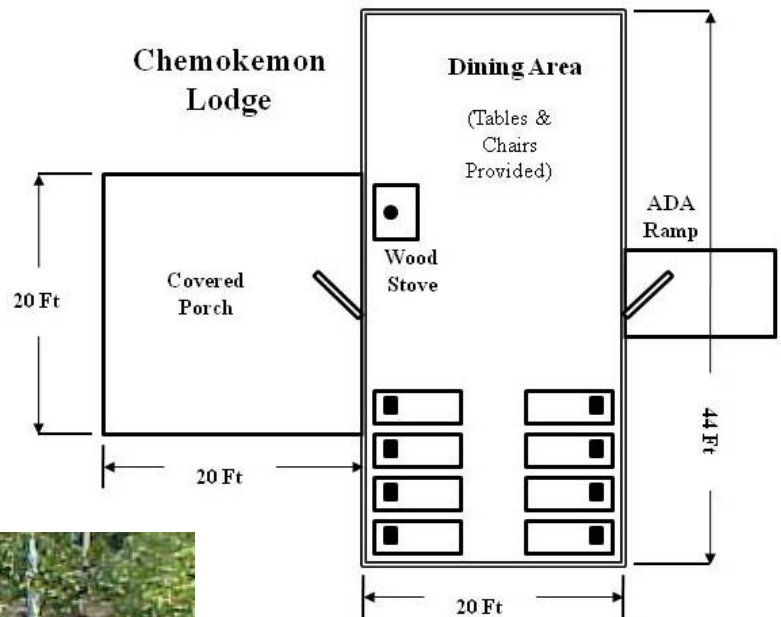 Chemokemon
Lodge
Dining Area
(Tables &
Chairs
Provided)
ADA
Ramp
Wood
Stove
Covered
Porch
20 Ft
20 Ft
44 Ft
20 Ft